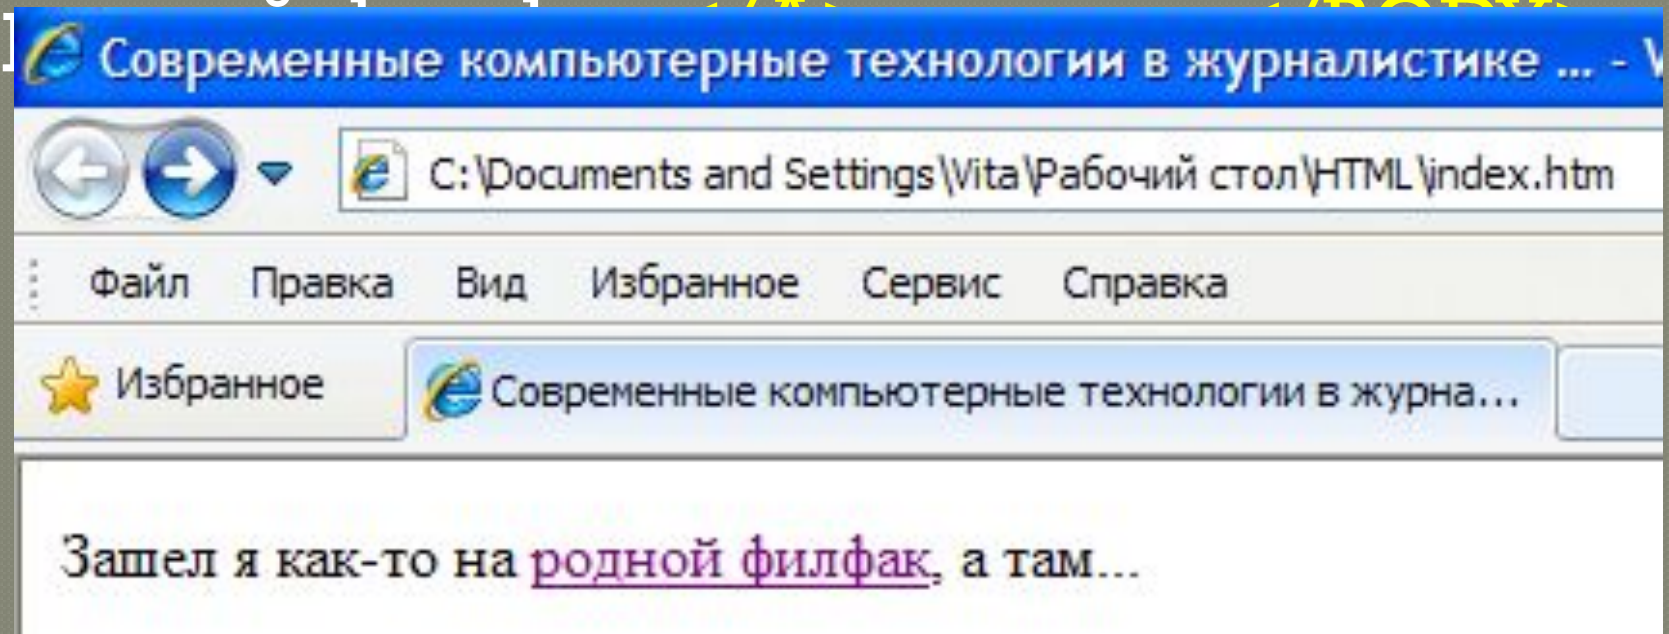 </A> </BODY>
Современные компьютерные технологии в журналистике ... -
C:\Documents and Settings\Vita\Рабочий стол\HTML\index.htm
Файл Правка Вид Избранное Сервис Справка
Избранное Современные компьютерные технологии в журна...
Зашел я как-то на родной филфак, а там...